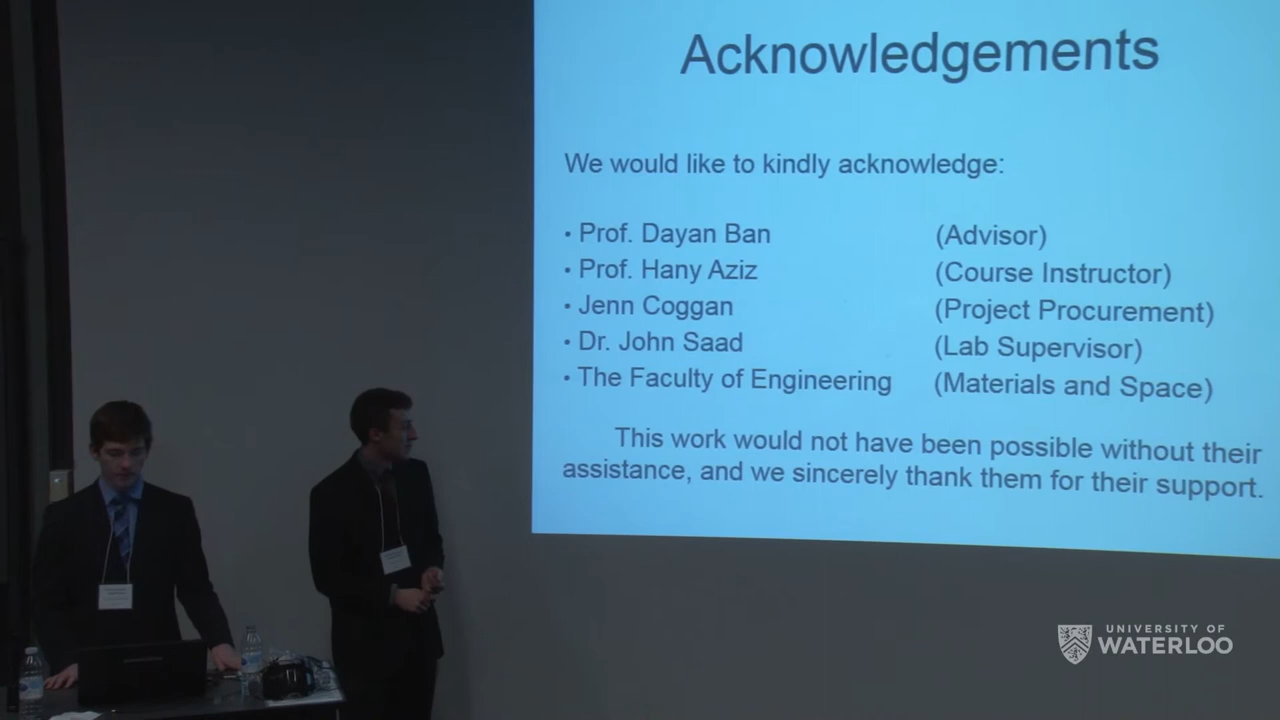 Acknowledgements
We would like to kindly acknowledge:
• Prof. Dayan Ban (Advisor)
• Prof. Hany Aziz (Course Instructor)
• Jenn Coggan (Project Procurement)
• Dr. John Saad (Lab Supervisor)
• The Faculty of Engineering (Materials and Space)
This work would not have been possible without their
assistance, and we sincerely thank them for their support.
UNIVERSITY OF
WATERLOO